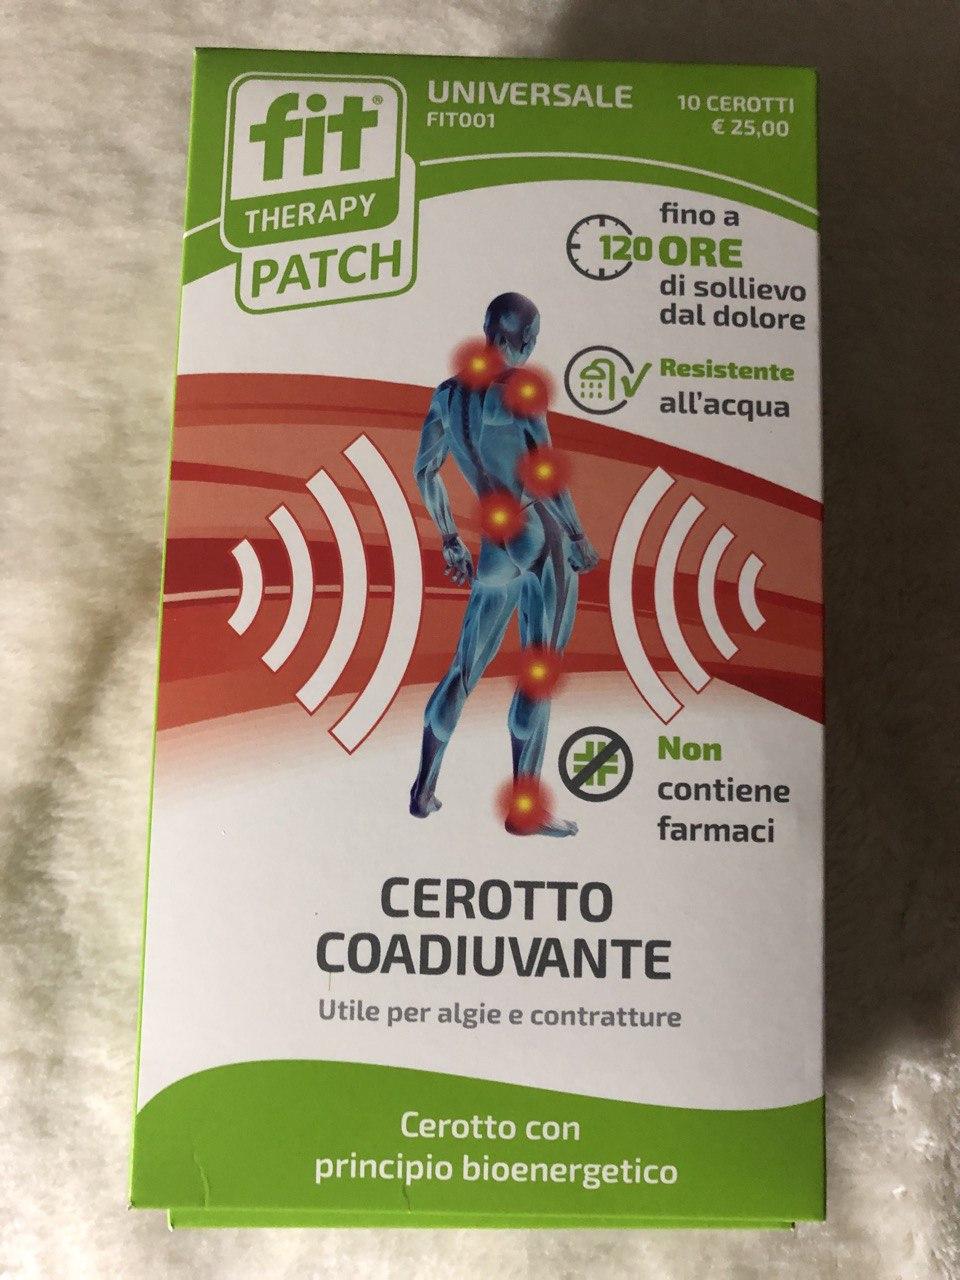 fit®
THERAPY
PATCH
UNIVERSALE
FIT001
10 CEROTTI
€ 25,00
fino a
120 ORE
di sollievo
dal dolore
Resistente
all'acqua
Non
contiene
farmaci
CEROTTO
COADIUVANTE
Utile per algie e contratture
Cerotto con
principio bioenergetico